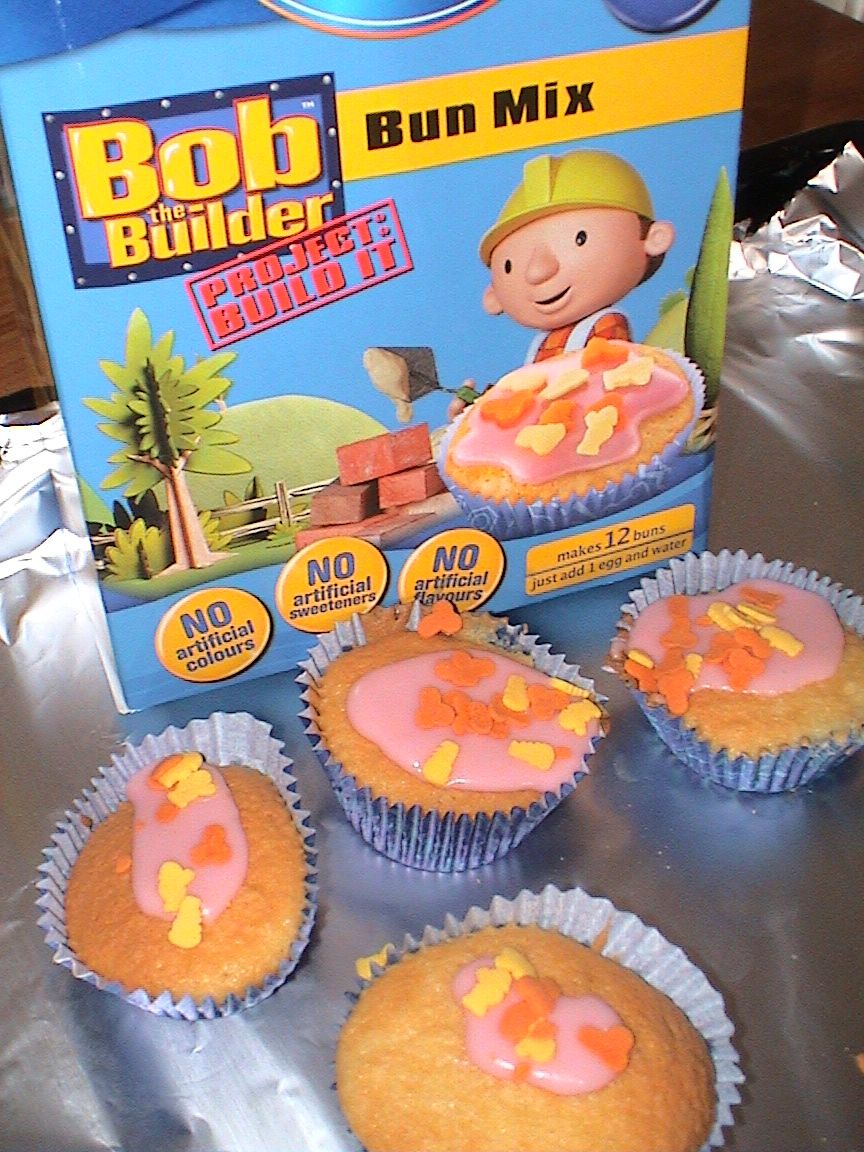 Bob
the
Builder
™
PROJECT:
BUILD IT
Bun Mix
makes 12 buns
just add 1 egg and water
NO
artificial
colours
NO
artificial
sweeteners
NO
artificial
flavours